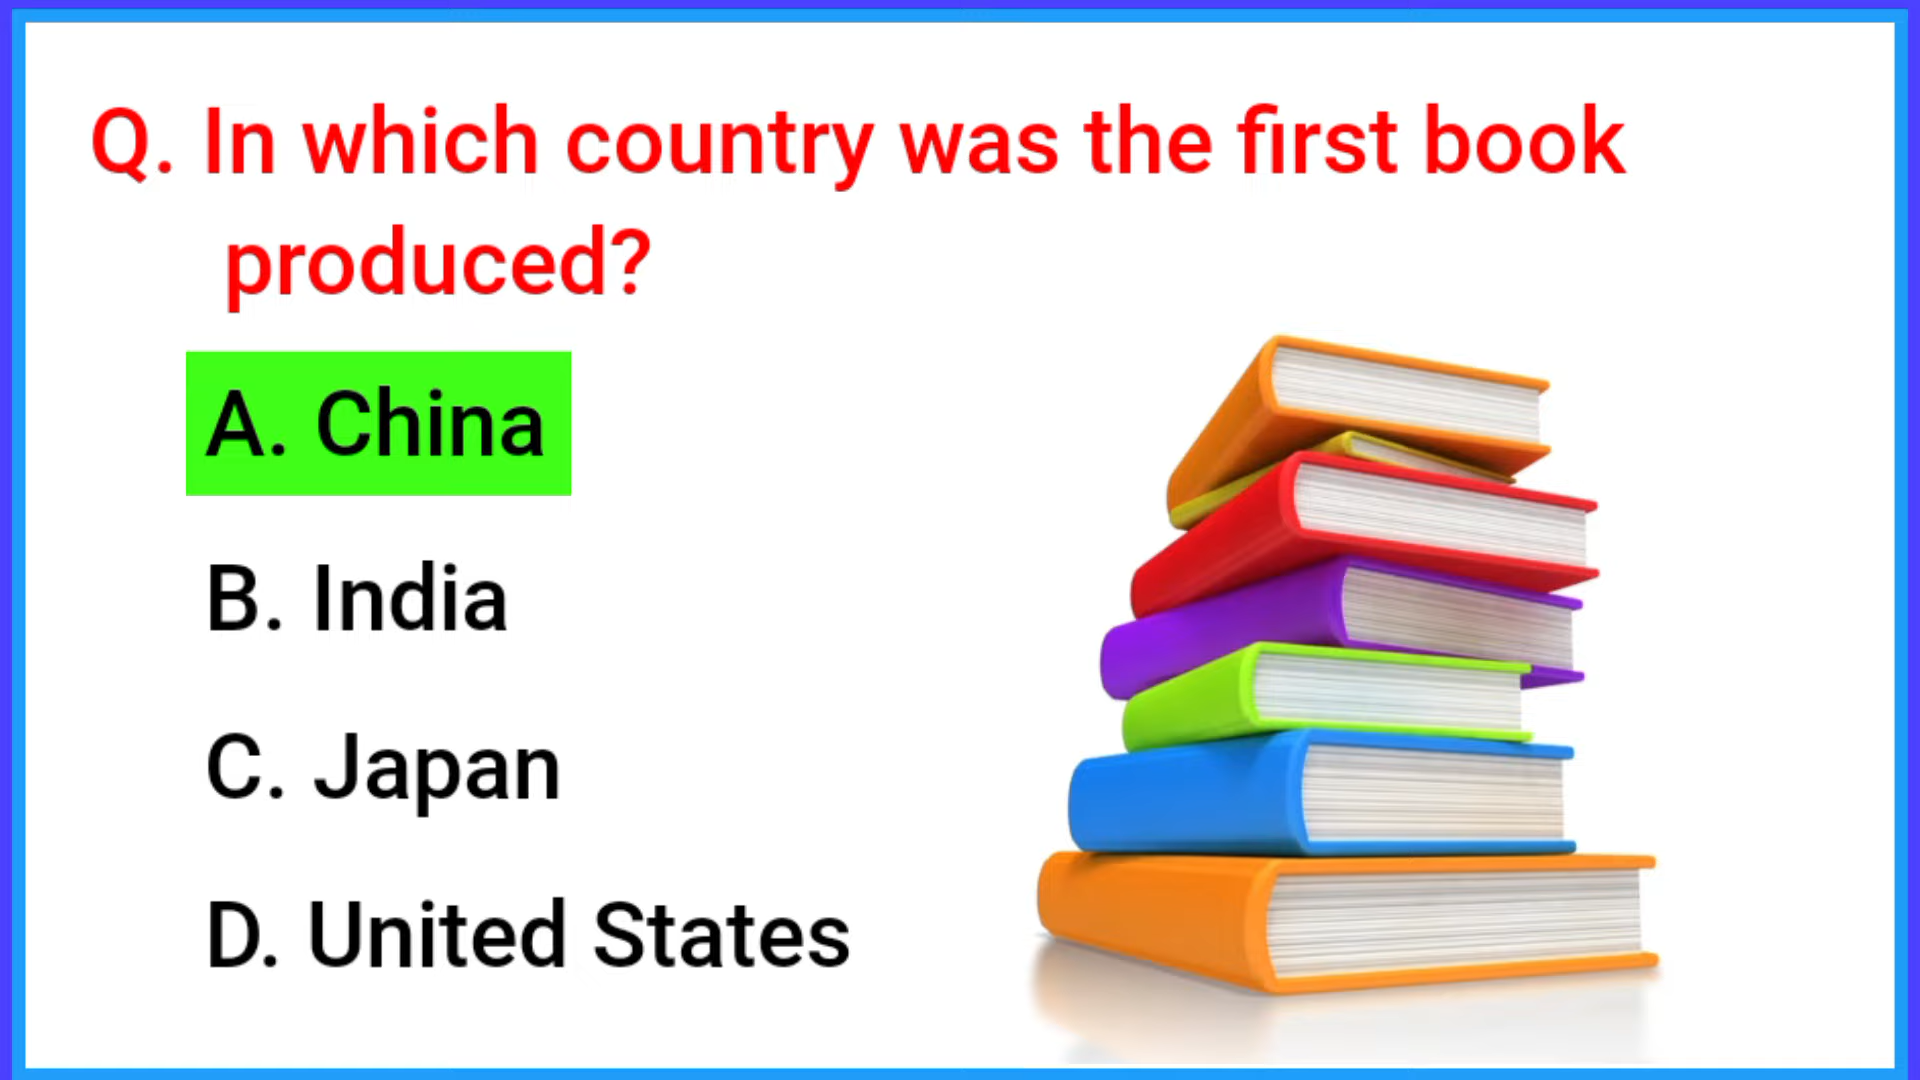 Q. In which country was the first book
produced?
A. China
B. India
C. Japan
D. United States